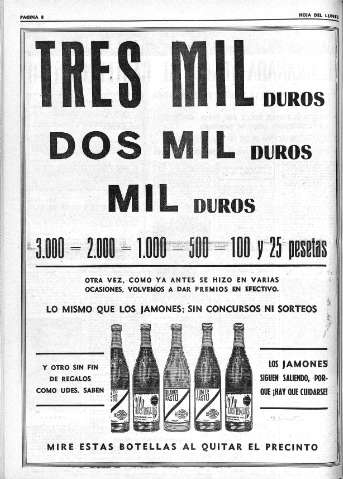 PAGINA 8
HOJA DEL LUNES
TRES MIL DUROS
DOS MIL DUROS
MIL DUROS
3.000 - 2.000 - 1.000 - 500 - 100 y 25 pesetas
OTRA VEZ, COMO YA ANTES SE HIZO EN VARIAS
OCASIONES, VOLVEMOS A DAR PREMIOS EN EFECTIVO.
LO MISMO QUE LOS JAMONES; SIN CONCURSOS NI SORTEOS
Y OTRO SIN FIN
DE REGALOS
COMO UDES. SABEN
LOS JAMONES
SIGUEN SALIENDO, POR-
QUE ¡HAY QUE CUIDARSE!
MIRE ESTAS BOTELLAS AL QUITAR EL PRECINTO